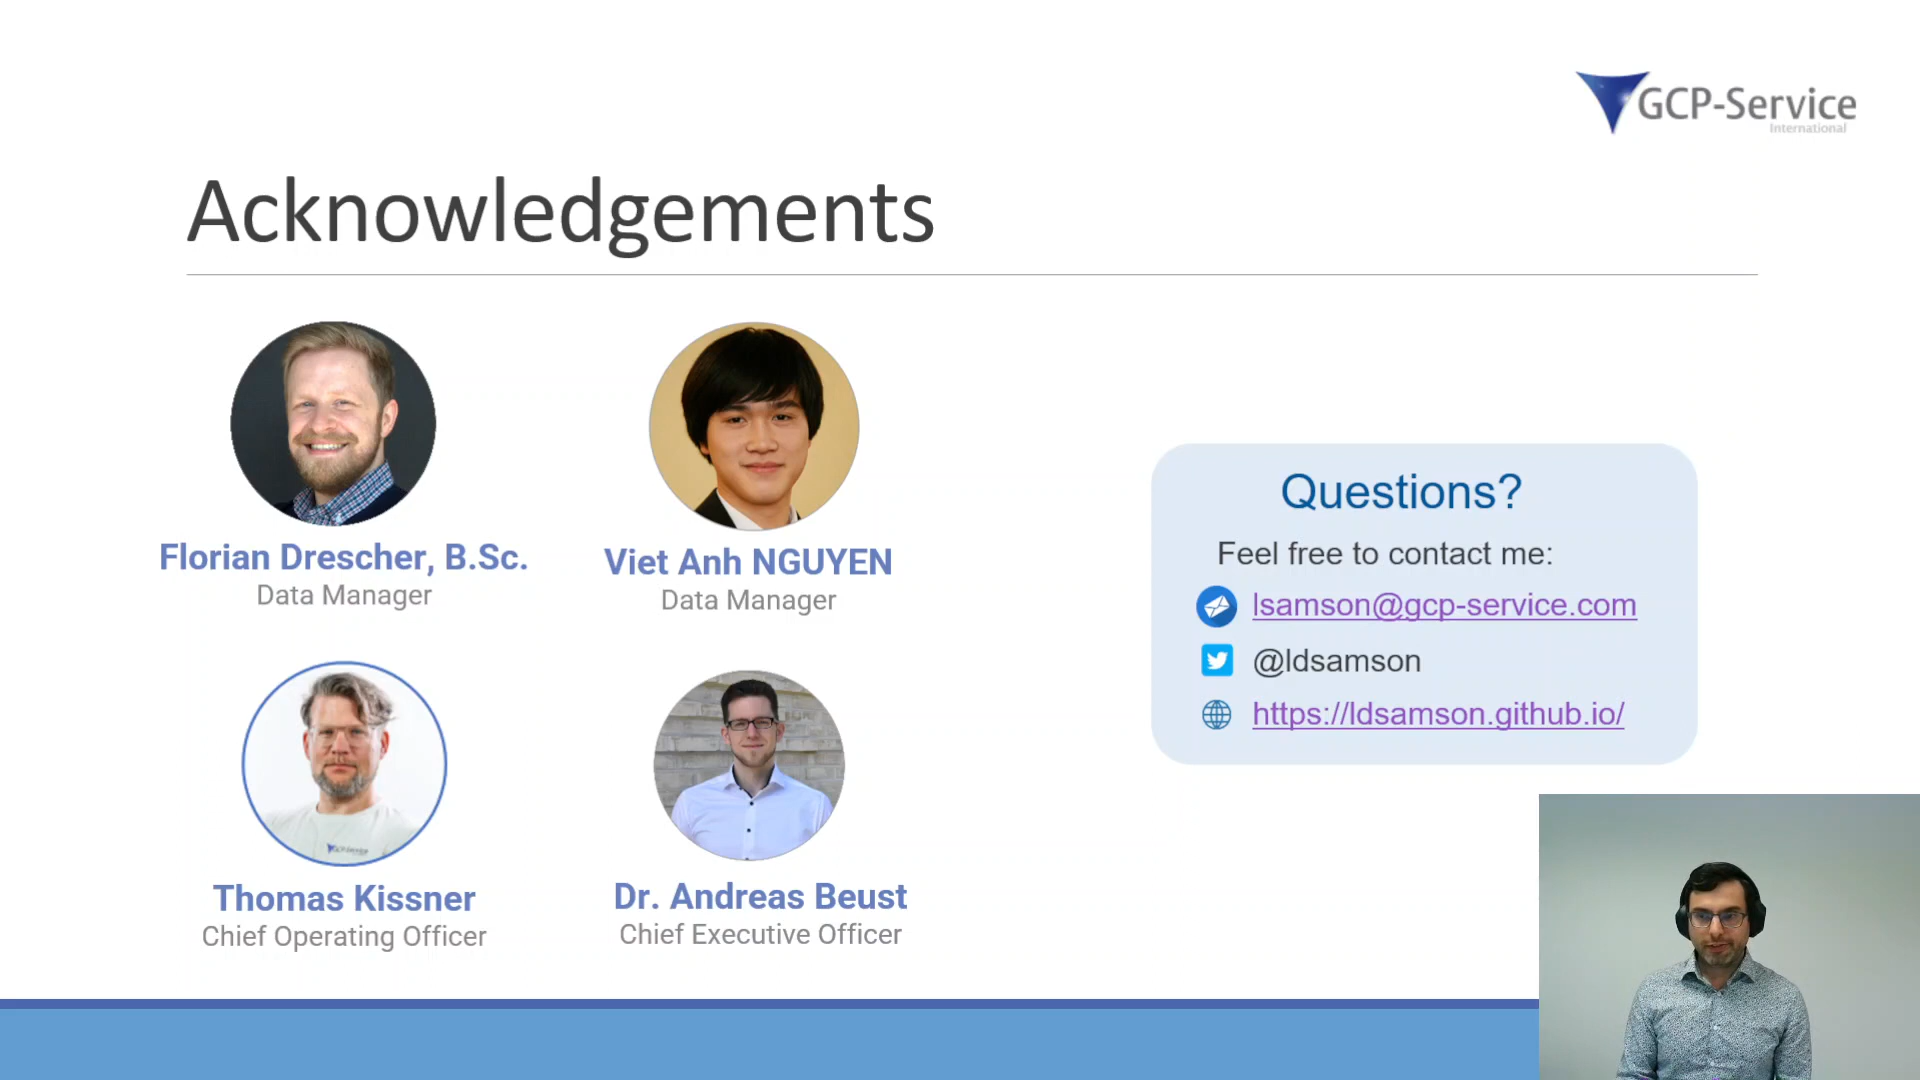 GCP-Service
International
Acknowledgements
Florian Drescher, B.Sc.
Data Manager
Viet Anh NGUYEN
Data Manager
Thomas Kissner
Chief Operating Officer
Dr. Andreas Beust
Chief Executive Officer
Questions?
Feel free to contact me:
lsamson@gcp-service.com
@ldsamson
https://ldsamson.github.io/